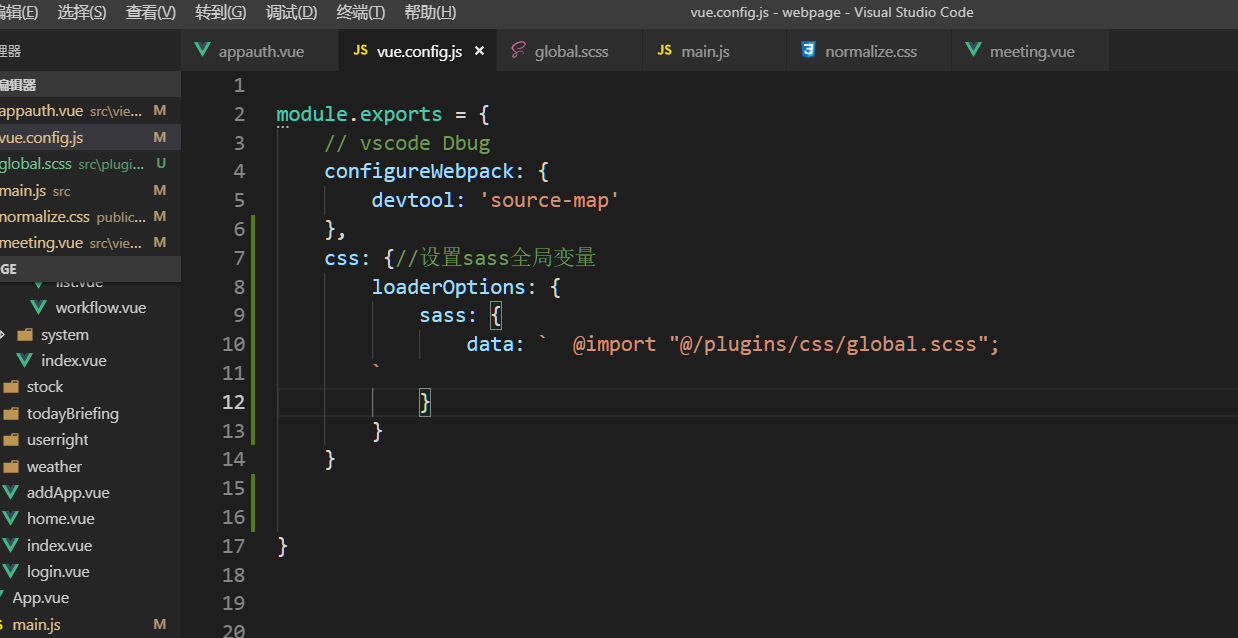 编辑(E) 选择(S) 查看(V) 转到(G) 调试(D) 终端(T) 帮助(H) vue.config.js - webpage - Visual Studio Code
理器 appauth.vue JS vue.config.js × global.scss JS main.js normalize.css meeting.vue
编辑器
appauth.vue src\vie... M
vue.config.js M
global.scss src\plugi... U
main.js src M
normalize.css public... M
meeting.vue src\vie... M
GE
list.vue
workflow.vue
system
index.vue
stock
todayBriefing
userright
weather
addApp.vue
home.vue
index.vue
login.vue
App.vue
main.js M
1
2 module.exports = {
3 // vscode Dbug
4 configureWebpack: {
5 devtool: 'source-map'
6 },
7 css: {//设置sass全局变量
8 loaderOptions: {
9 sass: {
10 data: `  @import "@/plugins/css/global.scss";
11 `
12 }
13 }
14 }
15
16
17 }
18
19
20